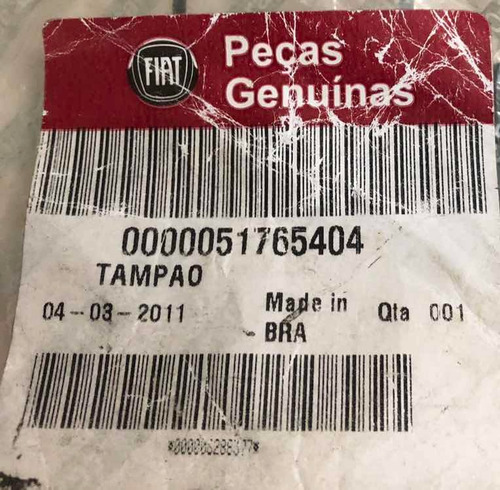 FIAT
Peças
Genuínas
0000051765404
TAMPAO
04-03-2011 Made in Qta 001
BRA